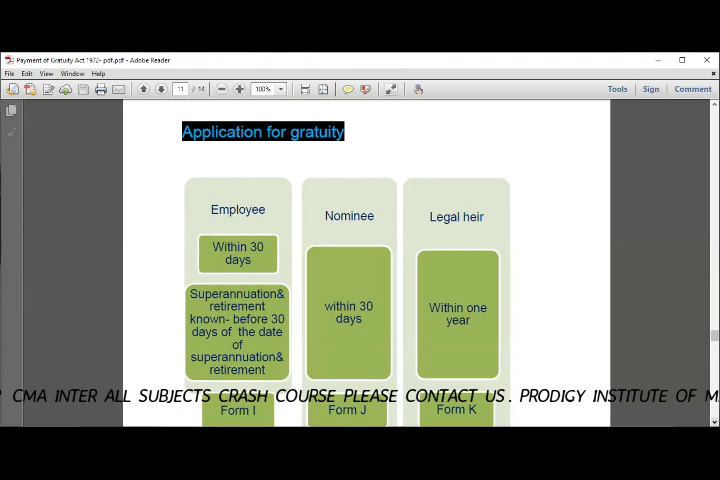 Payment of Gratuity Act 1972- pdf.pdf - Adobe Reader
File Edit View Window Help
11 / 14 100% Tools Sign Comment
Application for gratuity
Employee
Within 30
days
Superannuation&
retirement
known- before 30
days of the date
of
superannuation&
retirement
Form I
Nominee
within 30
days
Form J
Legal heir
Within one
year
Form K
CMA INTER ALL SUBJECTS CRASH COURSE PLEASE CONTACT US . PRODIGY INSTITUTE OF